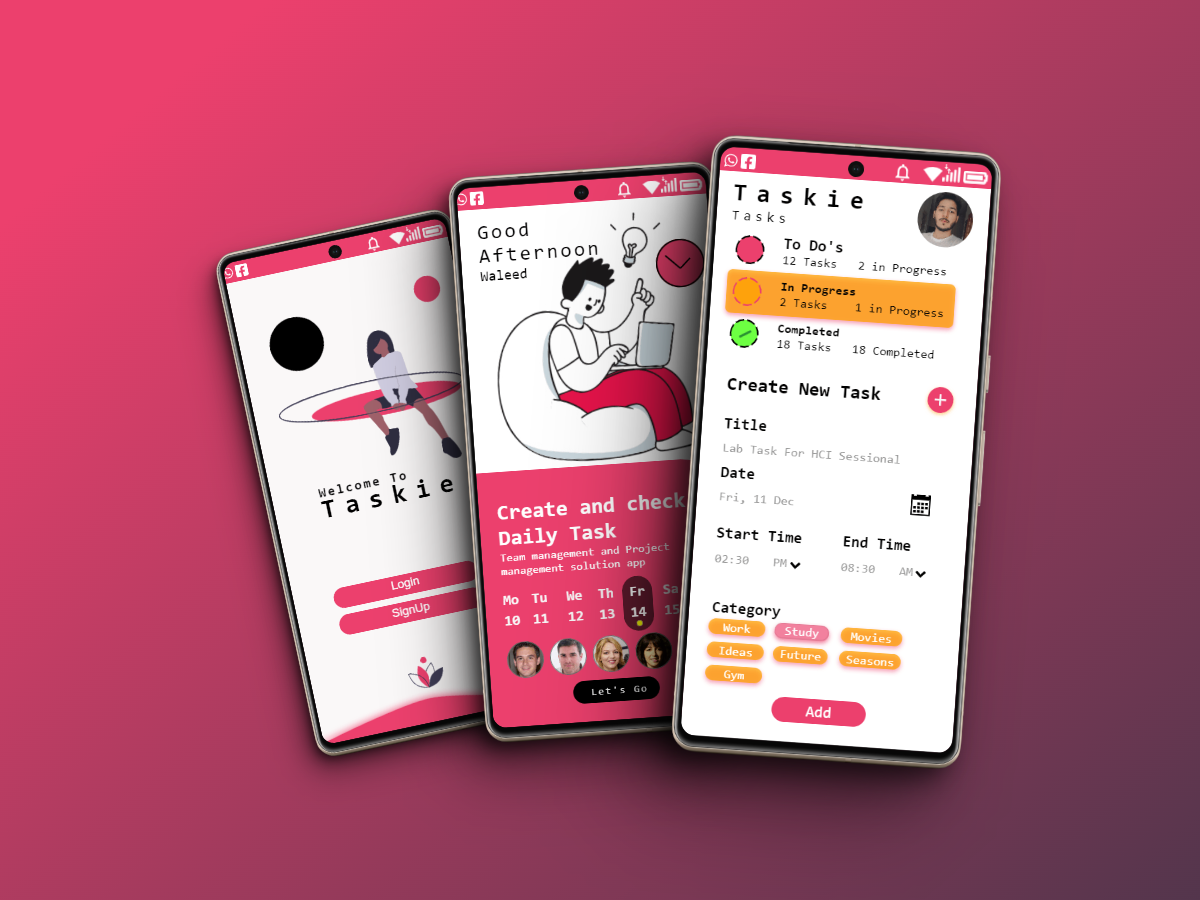 Welcome To
Taskie
Login
SignUp
Good
Afternoon
Waleed
Create and check
Daily Task
Team management and Project
management solution app
Mo Tu We Th Fr Sa
10 11 12 13 14 15
Let's Go
Taskie
Tasks
To Do's
12 Tasks 2 in Progress
In Progress
2 Tasks 1 in Progress
Completed
18 Tasks 18 Completed
Create New Task
Title
Lab Task For HCI Sessional
Date
Fri, 11 Dec
Start Time End Time
02:30 PM 08:30 AM
Category
Work Study Movies
Ideas Future Seasons
Gym
Add